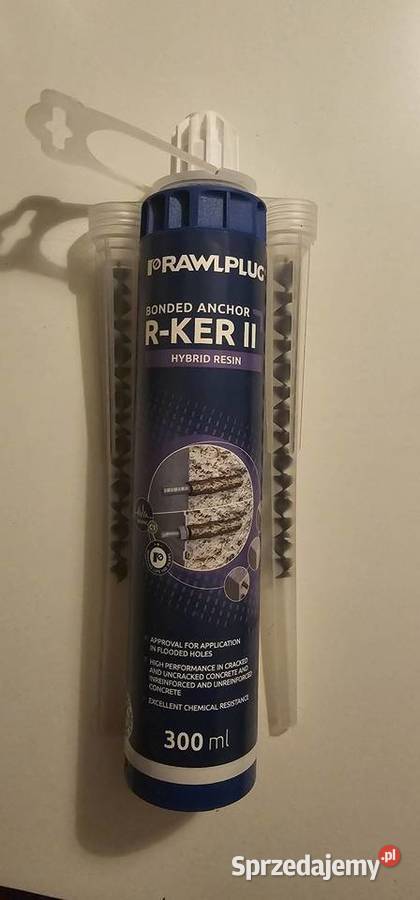 RAWLPLUG
BONDED ANCHOR
R-KER II
HYBRID RESIN
APPROVAL FOR APPLICATION
IN FLOODED HOLES
HIGH PERFORMANCE IN CRACKED
AND UNCRACKED CONCRETE AND
INREINFORCED AND UNREINFORCED
CONCRETE
EXCELLENT CHEMICAL RESISTANCE
300 ml
Sprzedajemy.pl